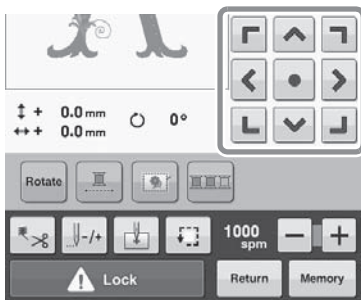 + 0.0 mm
+ 0.0 mm 0°
Rotate
-/+ 1000 spm - +
Lock Return Memory